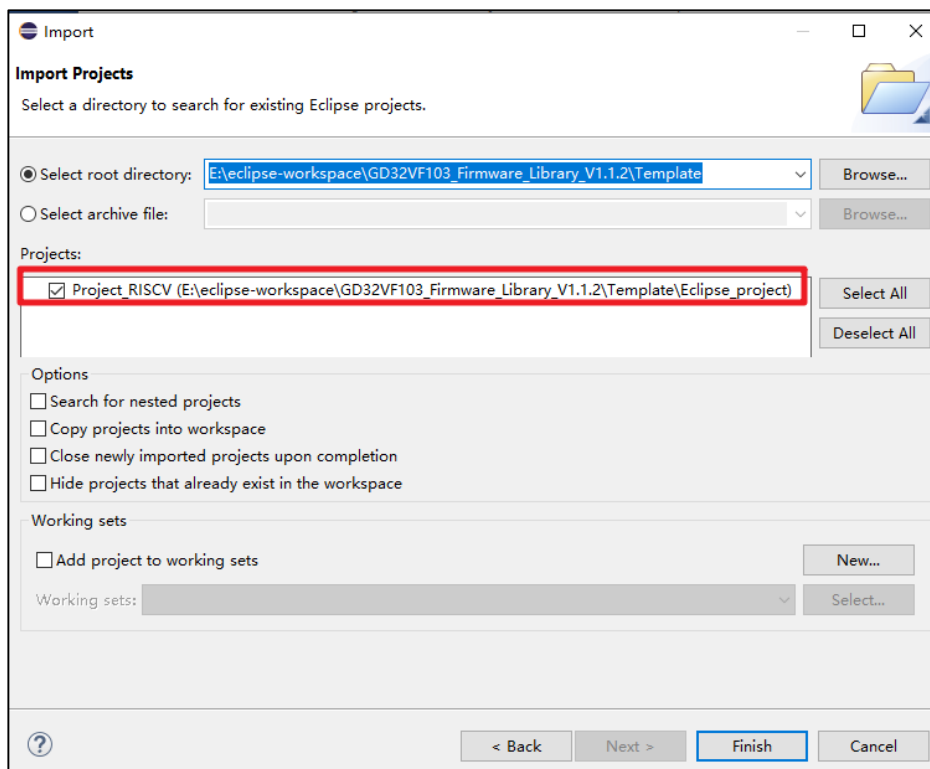 Import
Import Projects
Select a directory to search for existing Eclipse projects.
Select root directory: E:\eclipse-workspace\GD32VF103_Firmware_Library_V1.1.2\Template Browse...
Select archive file: Browse...
Projects:
Project_RISCV (E:\eclipse-workspace\GD32VF103_Firmware_Library_V1.1.2\Template\Eclipse_project) Select All
Deselect All
Options
Search for nested projects
Copy projects into workspace
Close newly imported projects upon completion
Hide projects that already exist in the workspace
Working sets
Add project to working sets New...
Working sets: Select...
? < Back Next > Finish Cancel